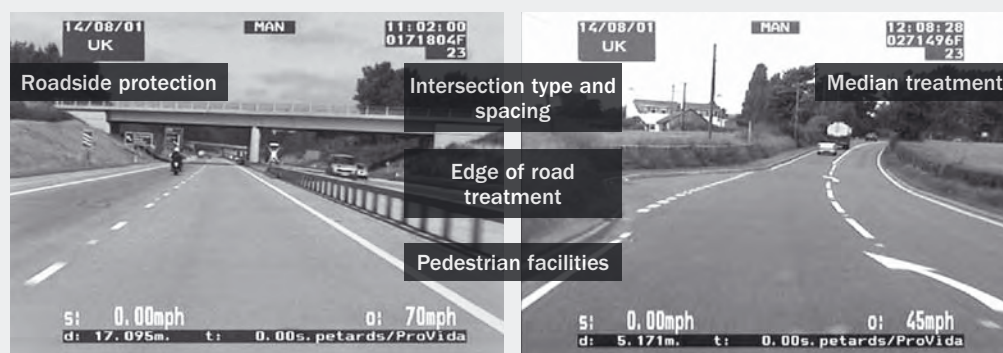 14/08/01 MAN 11:02:00
UK 0171804F
23
14/08/01 MAN 12:08:28
UK 0271496F
23
Roadside protection
Intersection type and
spacing
Median treatment
Edge of road
treatment
Pedestrian facilities
s: 0.00mph o: 70mph
d: 17.095m. t: 0.00s. petards/ProVida
s: 0.00mph o: 45mph
d: 5.171m. t: 0.00s. petards/ProVida